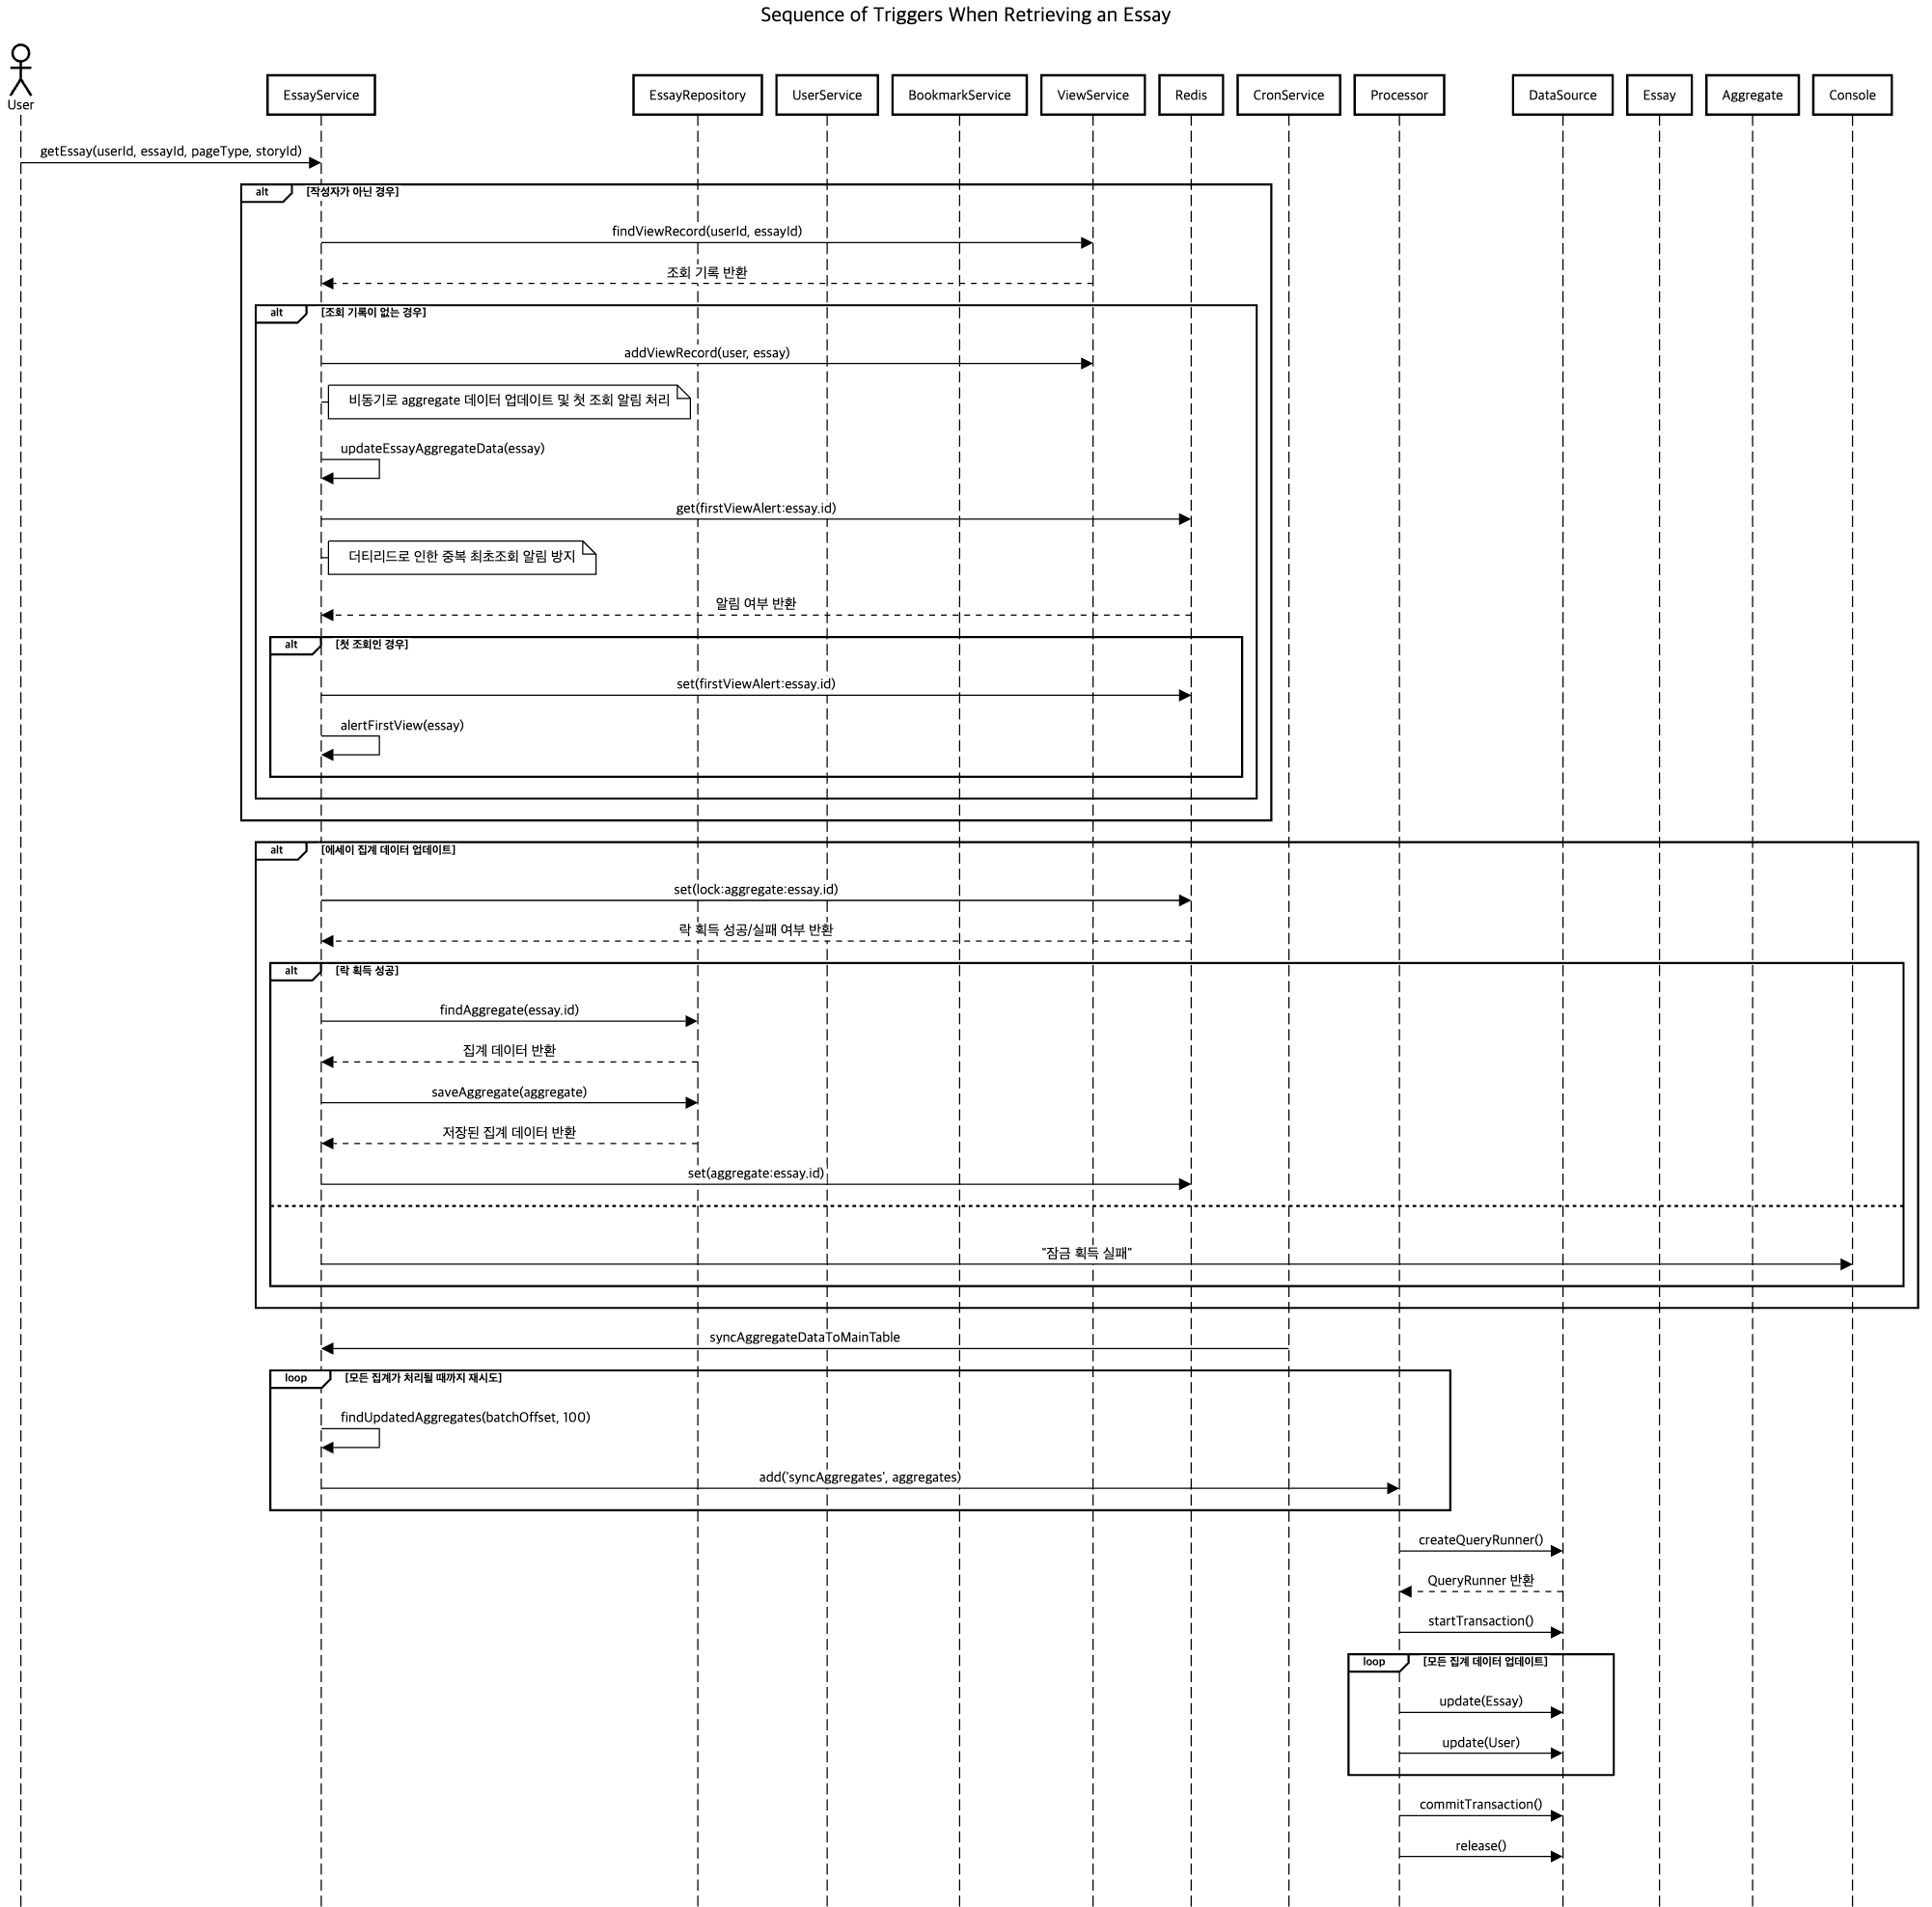 Sequence of Triggers When Retrieving an Essay
User
EssayService
EssayRepository
UserService
BookmarkService
ViewService
Redis
CronService
Processor
DataSource
Essay
Aggregate
Console
getEssay(userId, essayId, pageType, storyId)
alt [작성자가 아닌 경우]
findViewRecord(userId, essayId)
조회 기록 반환
alt [조회 기록이 없는 경우]
addViewRecord(user, essay)
비동기로 aggregate 데이터 업데이트 및 첫 조회 알림 처리
updateEssayAggregateData(essay)
get(firstViewAlert:essay.id)
더티리드로 인한 중복 최초조회 알림 방지
알림 여부 반환
alt [첫 조회인 경우]
set(firstViewAlert:essay.id)
alertFirstView(essay)
alt [에세이 집계 데이터 업데이트]
set(lock:aggregate:essay.id)
락 획득 성공/실패 여부 반환
alt [락 획득 성공]
findAggregate(essay.id)
집계 데이터 반환
saveAggregate(aggregate)
저장된 집계 데이터 반환
set(aggregate:essay.id)
"잠금 획득 실패"
syncAggregateDataToMainTable
loop [모든 집계가 처리될 때까지 재시도]
findUpdatedAggregates(batchOffset, 100)
add('syncAggregates', aggregates)
createQueryRunner()
QueryRunner 반환
startTransaction()
loop [모든 집계 데이터 업데이트]
update(Essay)
update(User)
commitTransaction()
release()